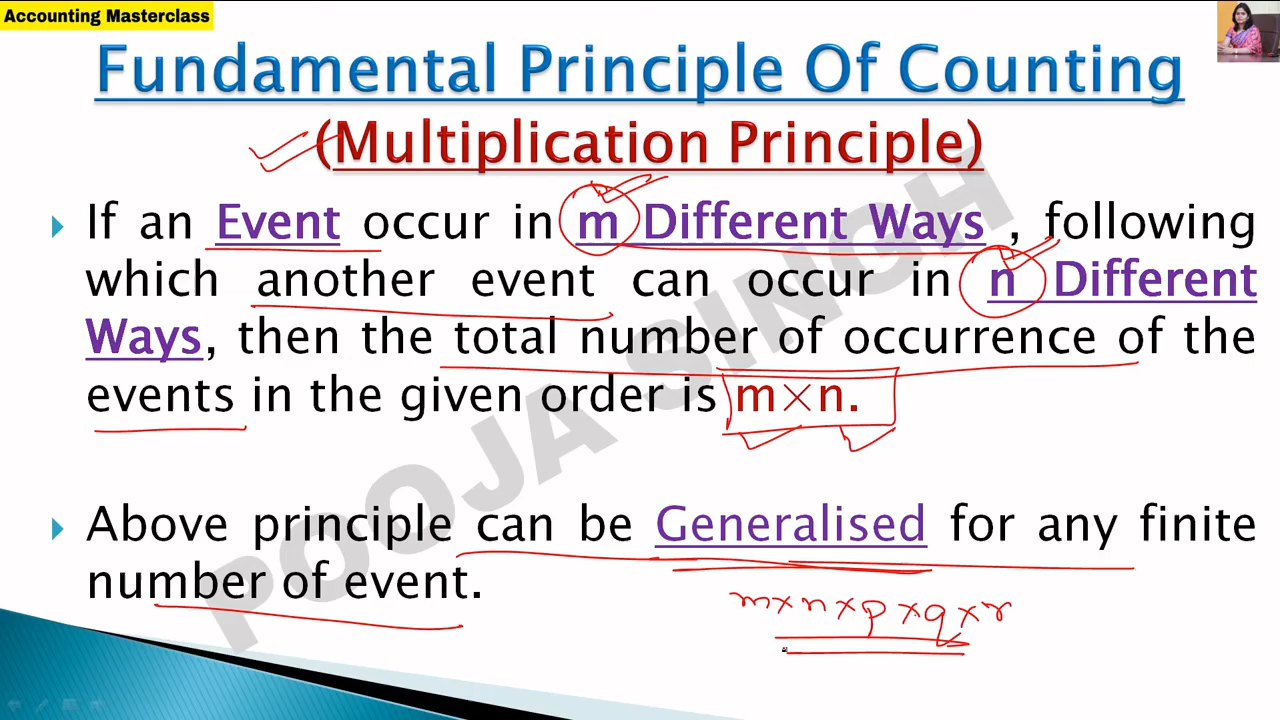 Accounting Masterclass
Fundamental Principle Of Counting
(Multiplication Principle)
If an Event occur in m Different Ways , following
which another event can occur in n Different
Ways, then the total number of occurrence of the
events in the given order is m×n.
Above principle can be Generalised for any finite
number of event.
m×n×p×q×r
POOJA SINGH